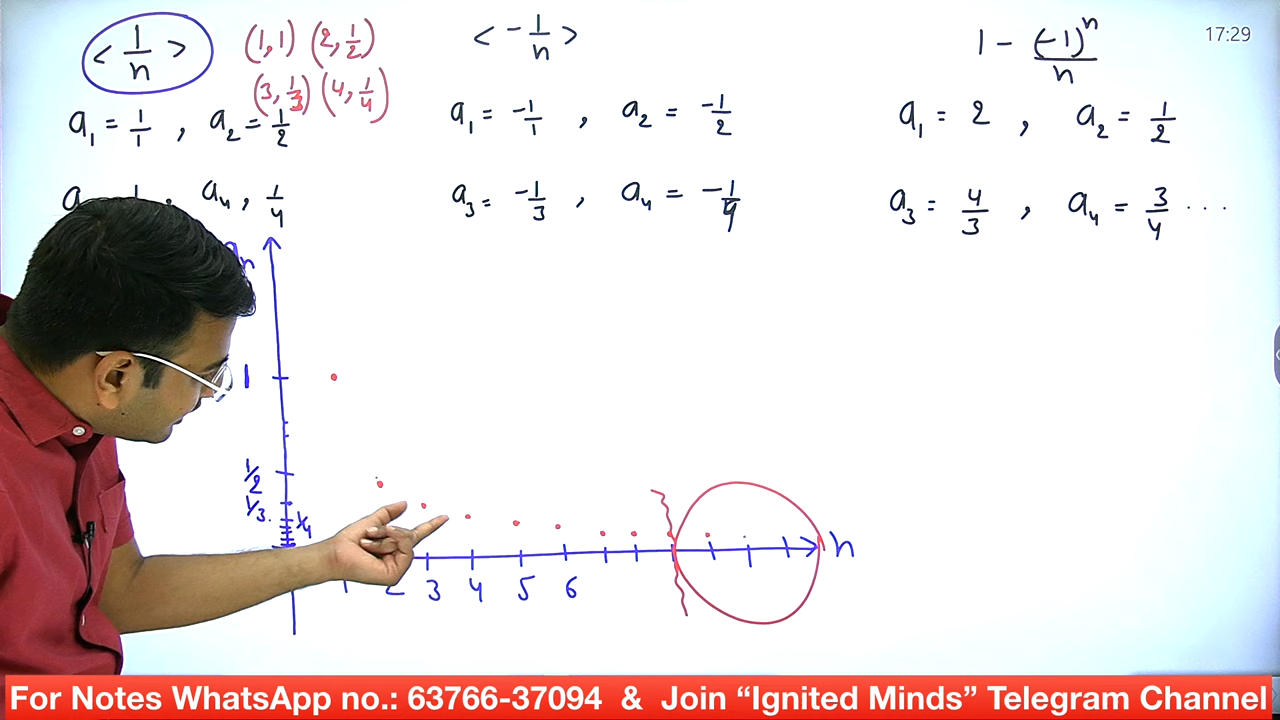 < 1/n > (1,1) (2, 1/2)
(3, 1/3) (4, 1/4)
a₁ = 1/1 , a₂ = 1/2
a₄ , 1/4
< - 1/n >
a₁ = -1/1 , a₂ = -1/2
a₃ = -1/3 , a₄ = -1/9
1 - (-1)ⁿ/n
a₁ = 2 , a₂ = 1/2
a₃ = 4/3 , a₄ = 3/4 ...
17:29
1
1/2
1/3
1/4
n
3 4 5 6
For Notes WhatsApp no.: 63766-37094 & Join “Ignited Minds” Telegram Channel